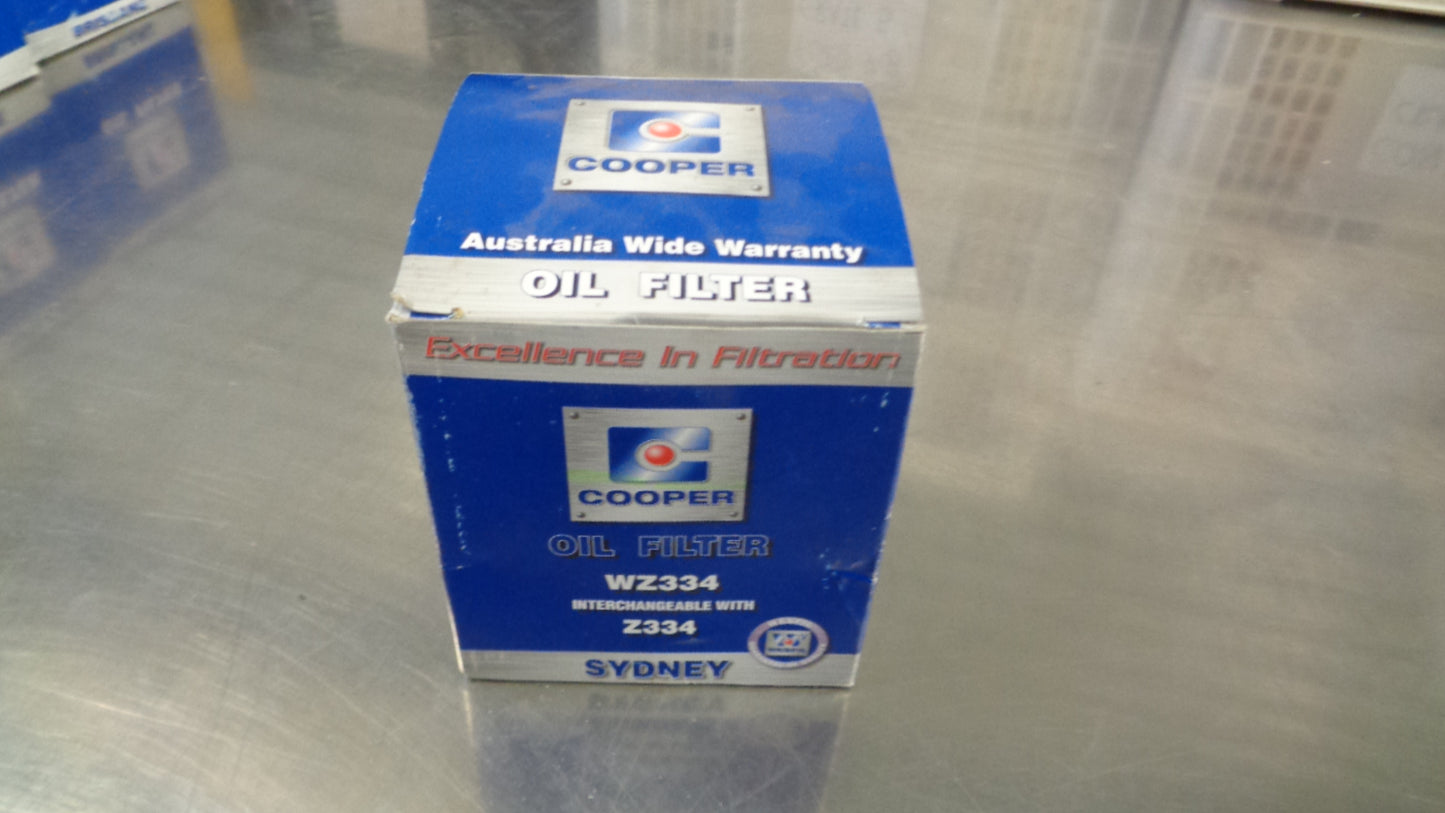 COOPER
Australia Wide Warranty
OIL FILTER
Excellence In Filtration
COOPER
OIL FILTER
WZ334
INTERCHANGEABLE WITH
Z334
SYDNEY